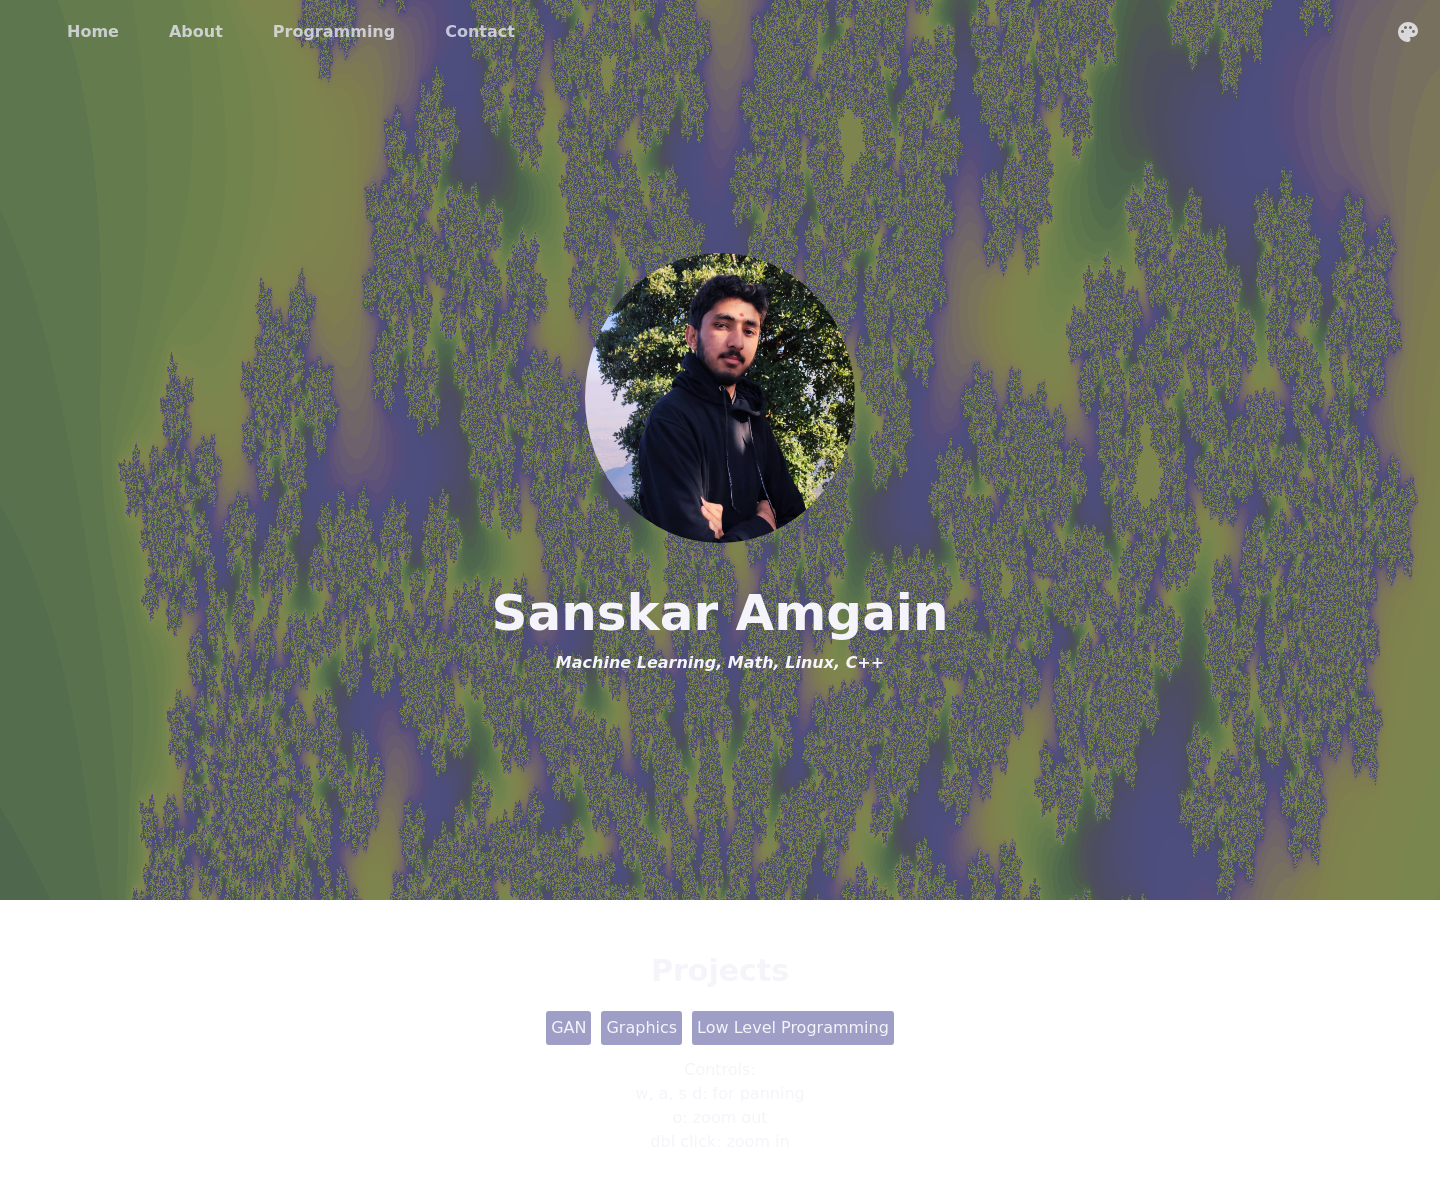 Home About Programming Contact
Sanskar Amgain
Machine Learning, Math, Linux, C++
Projects
GAN Graphics Low Level Programming
Controls:
w, a, s d: for panning
o: zoom out
dbl click: zoom in